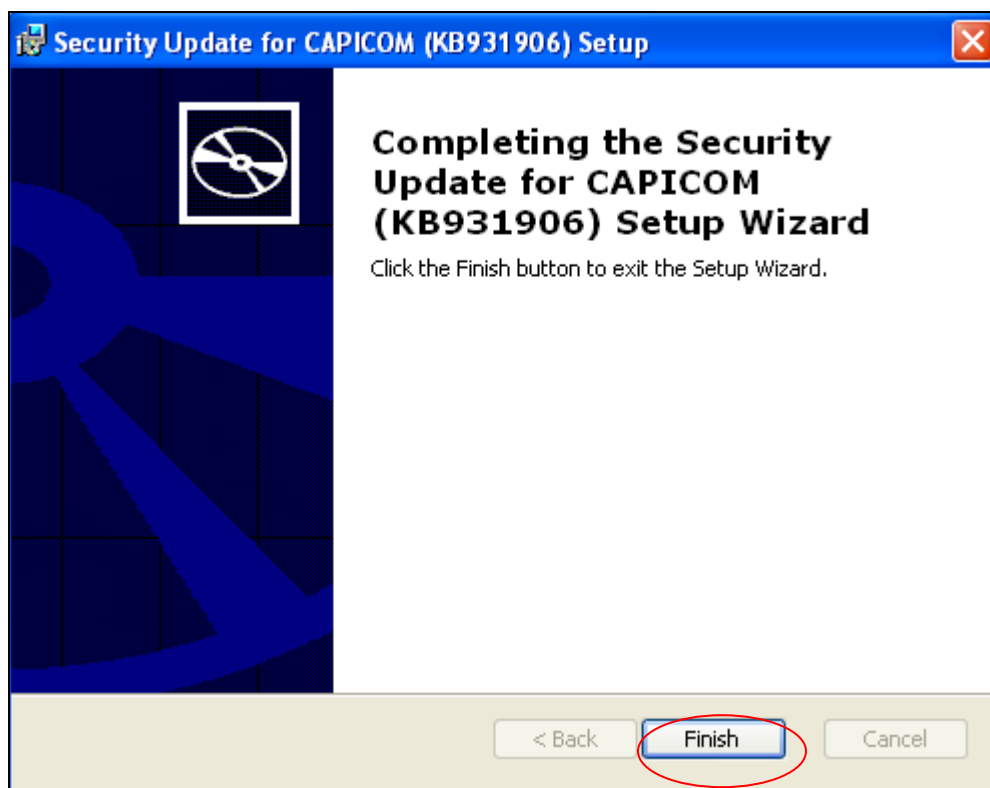 Security Update for CAPICOM (KB931906) Setup
Completing the Security
Update for CAPICOM
(KB931906) Setup Wizard
Click the Finish button to exit the Setup Wizard.
< Back Finish Cancel